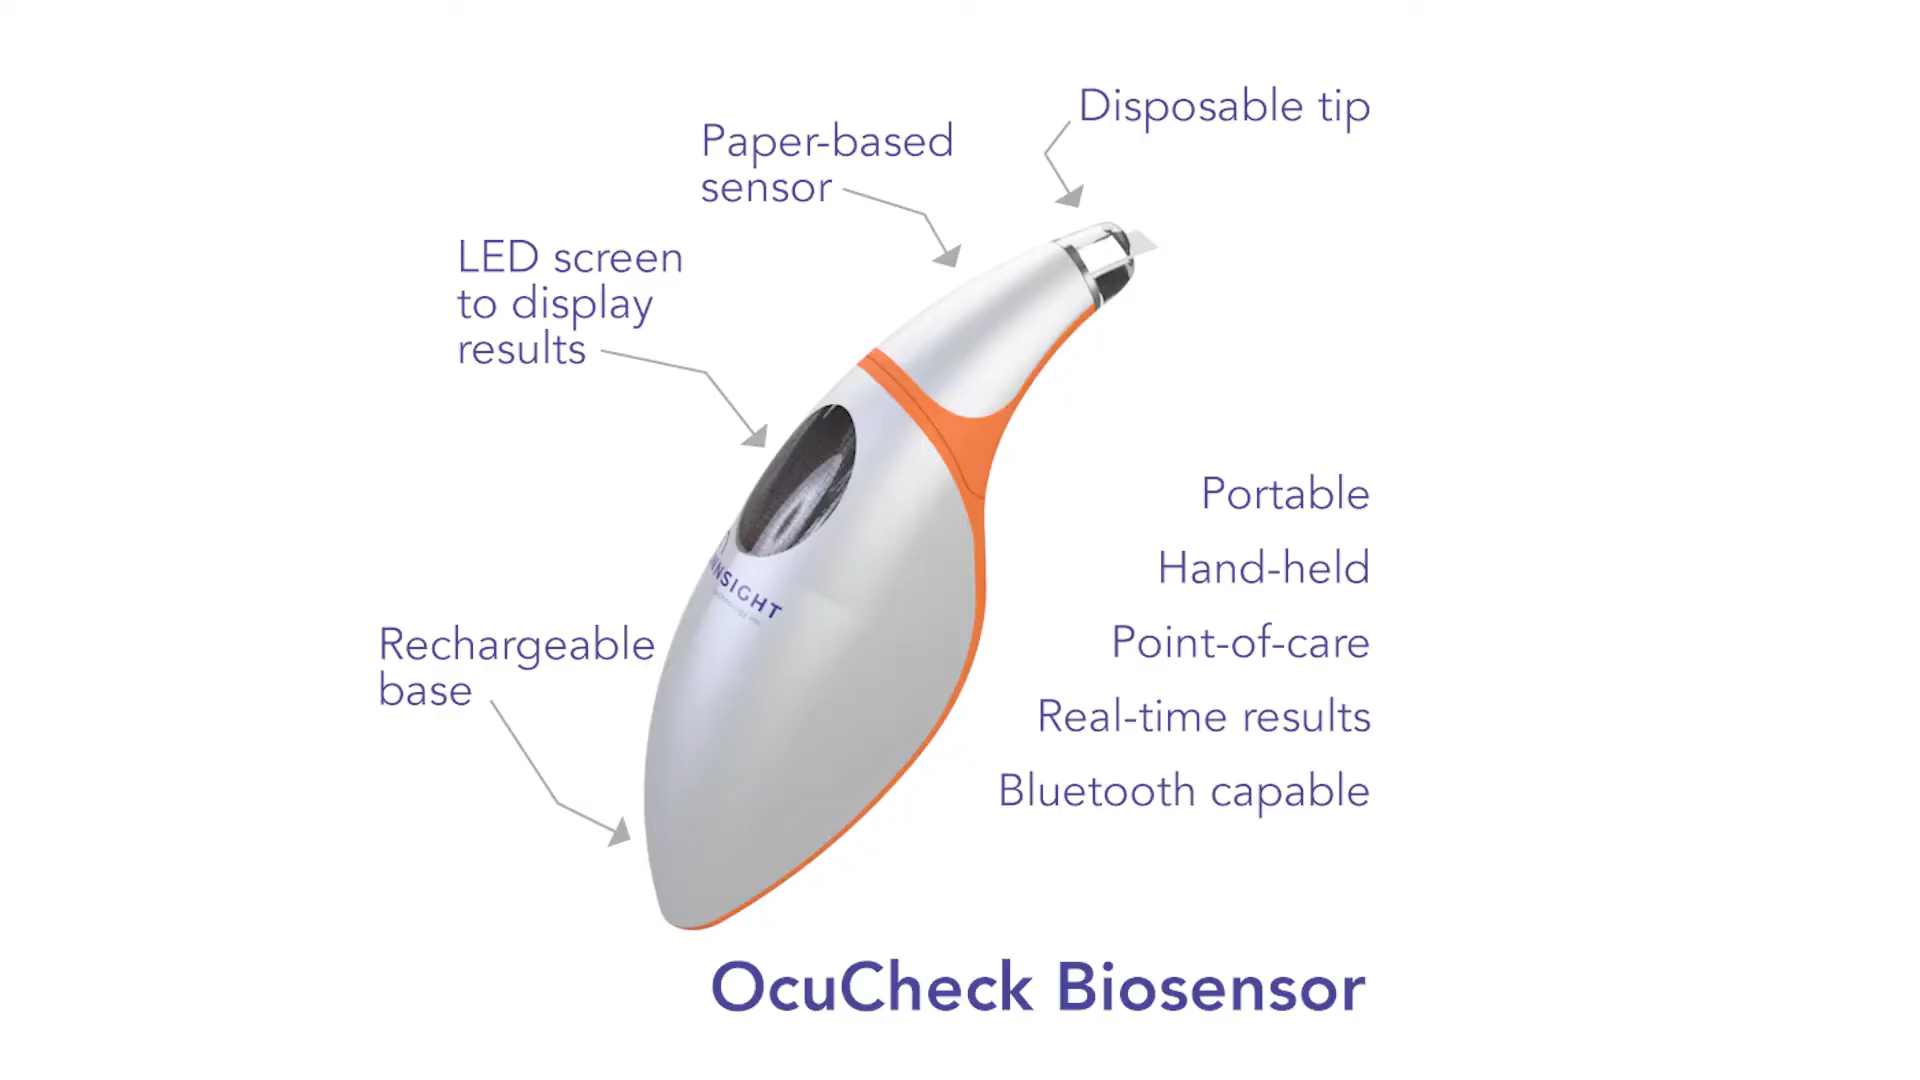 Disposable tip
Paper-based
sensor
LED screen
to display
results
NNSIGHT
Rechargeable
base
Portable
Hand-held
Point-of-care
Real-time results
Bluetooth capable
OcuCheck Biosensor